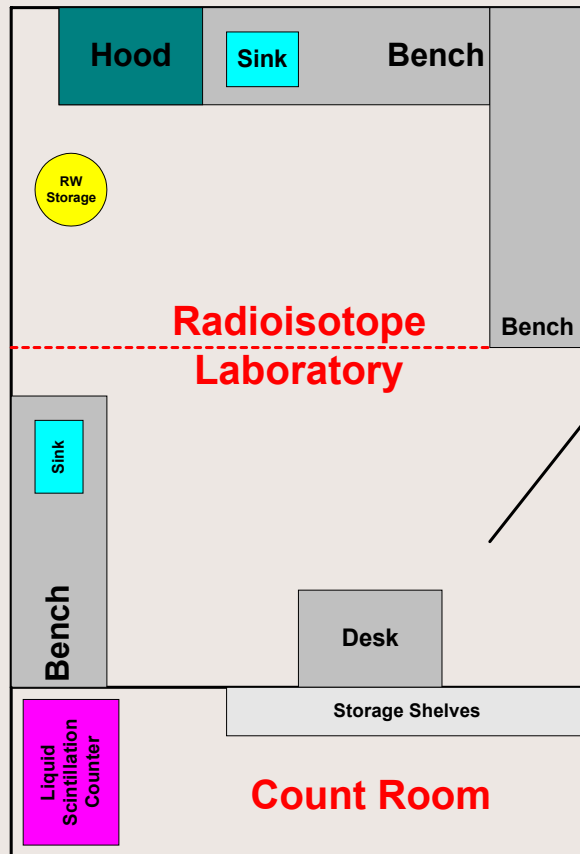 Hood
Sink
Bench
RW
Storage
Radioisotope
Bench
Laboratory
Sink
Bench
Desk
Storage Shelves
Liquid
Scintillation
Counter
Count Room